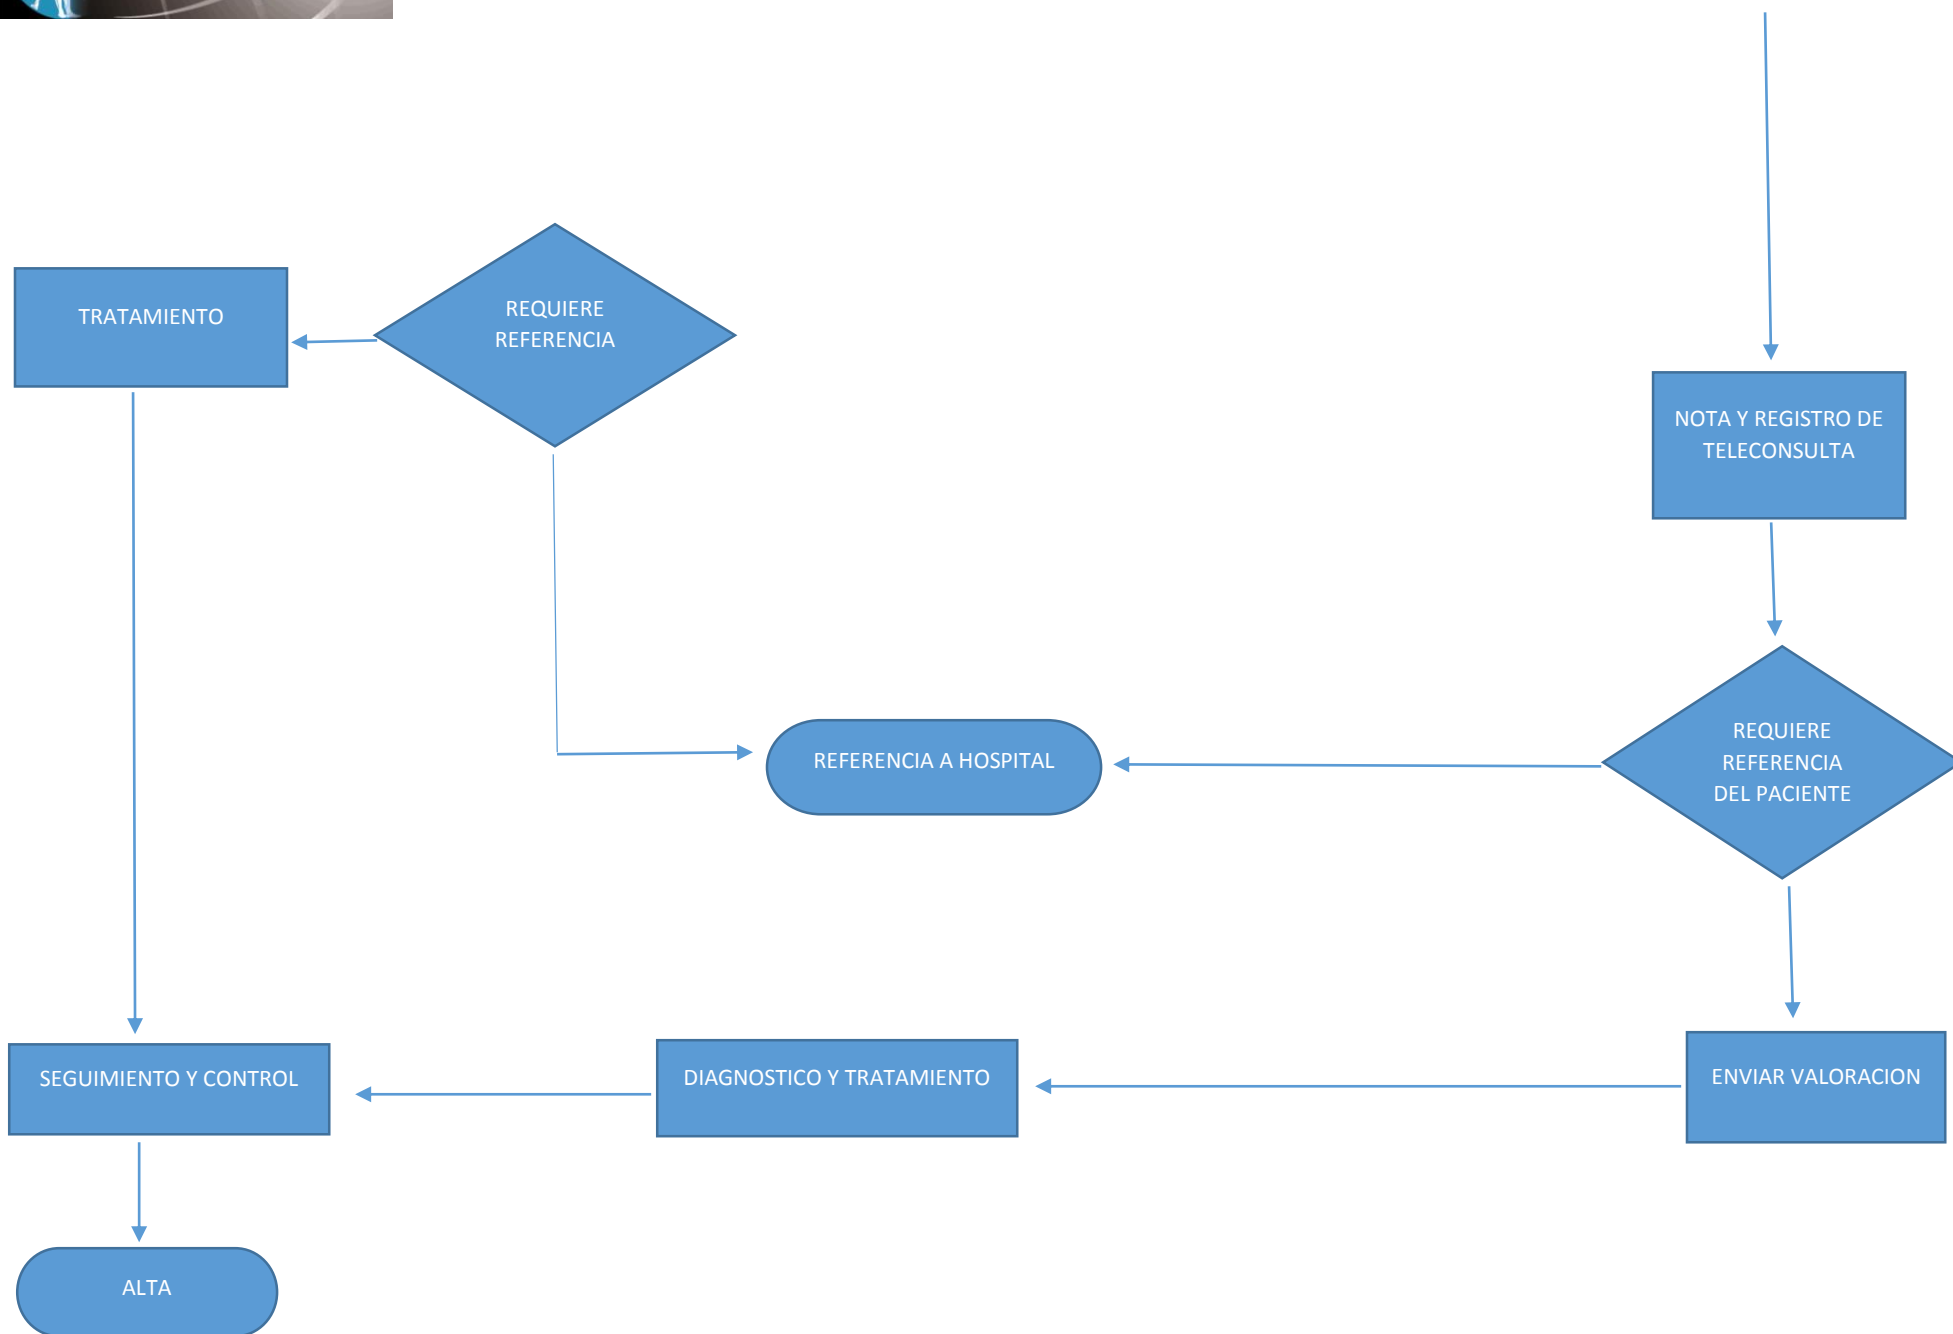 REQUIERE
REFERENCIA
TRATAMIENTO
NOTA Y REGISTRO DE
TELECONSULTA
REQUIERE
REFERENCIA
DEL PACIENTE
REFERENCIA A HOSPITAL
SEGUIMIENTO Y CONTROL
DIAGNOSTICO Y TRATAMIENTO
ENVIAR VALORACION
ALTA